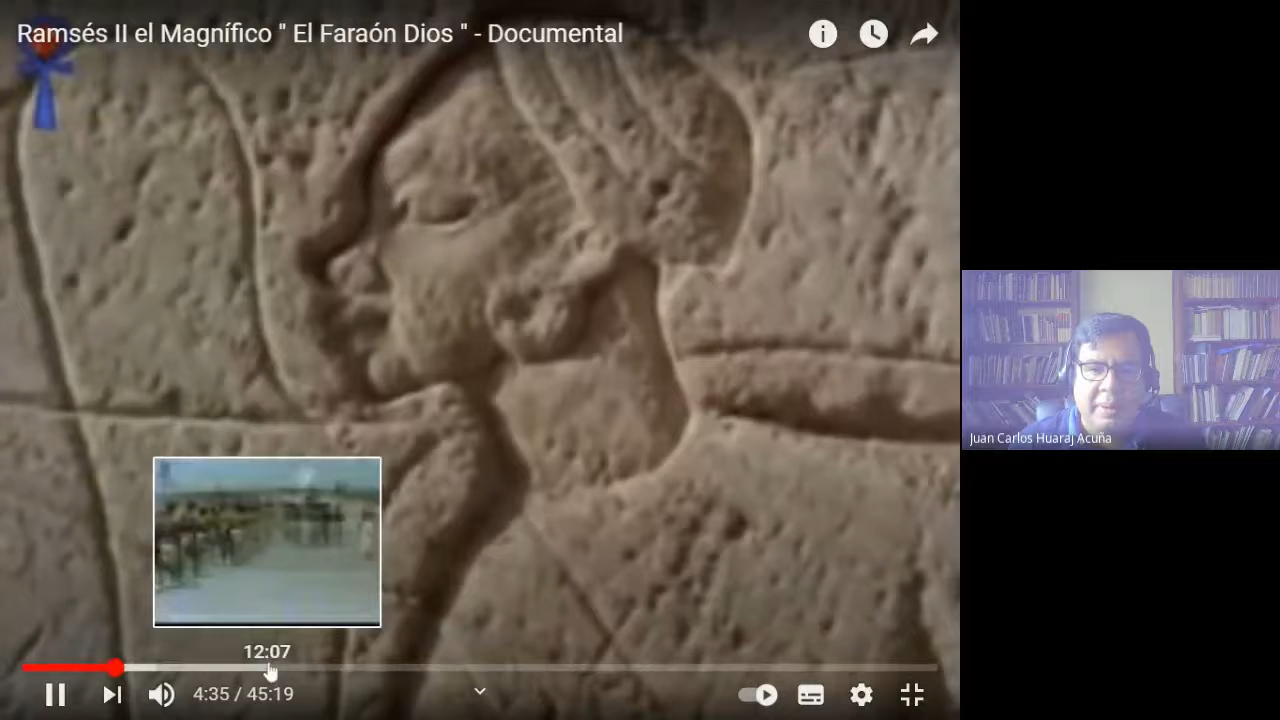 Ramsés II el Magnífico " El Faraón Dios " - Documental
Juan Carlos Huaraj Acuña
12:07
4:35 / 45:19